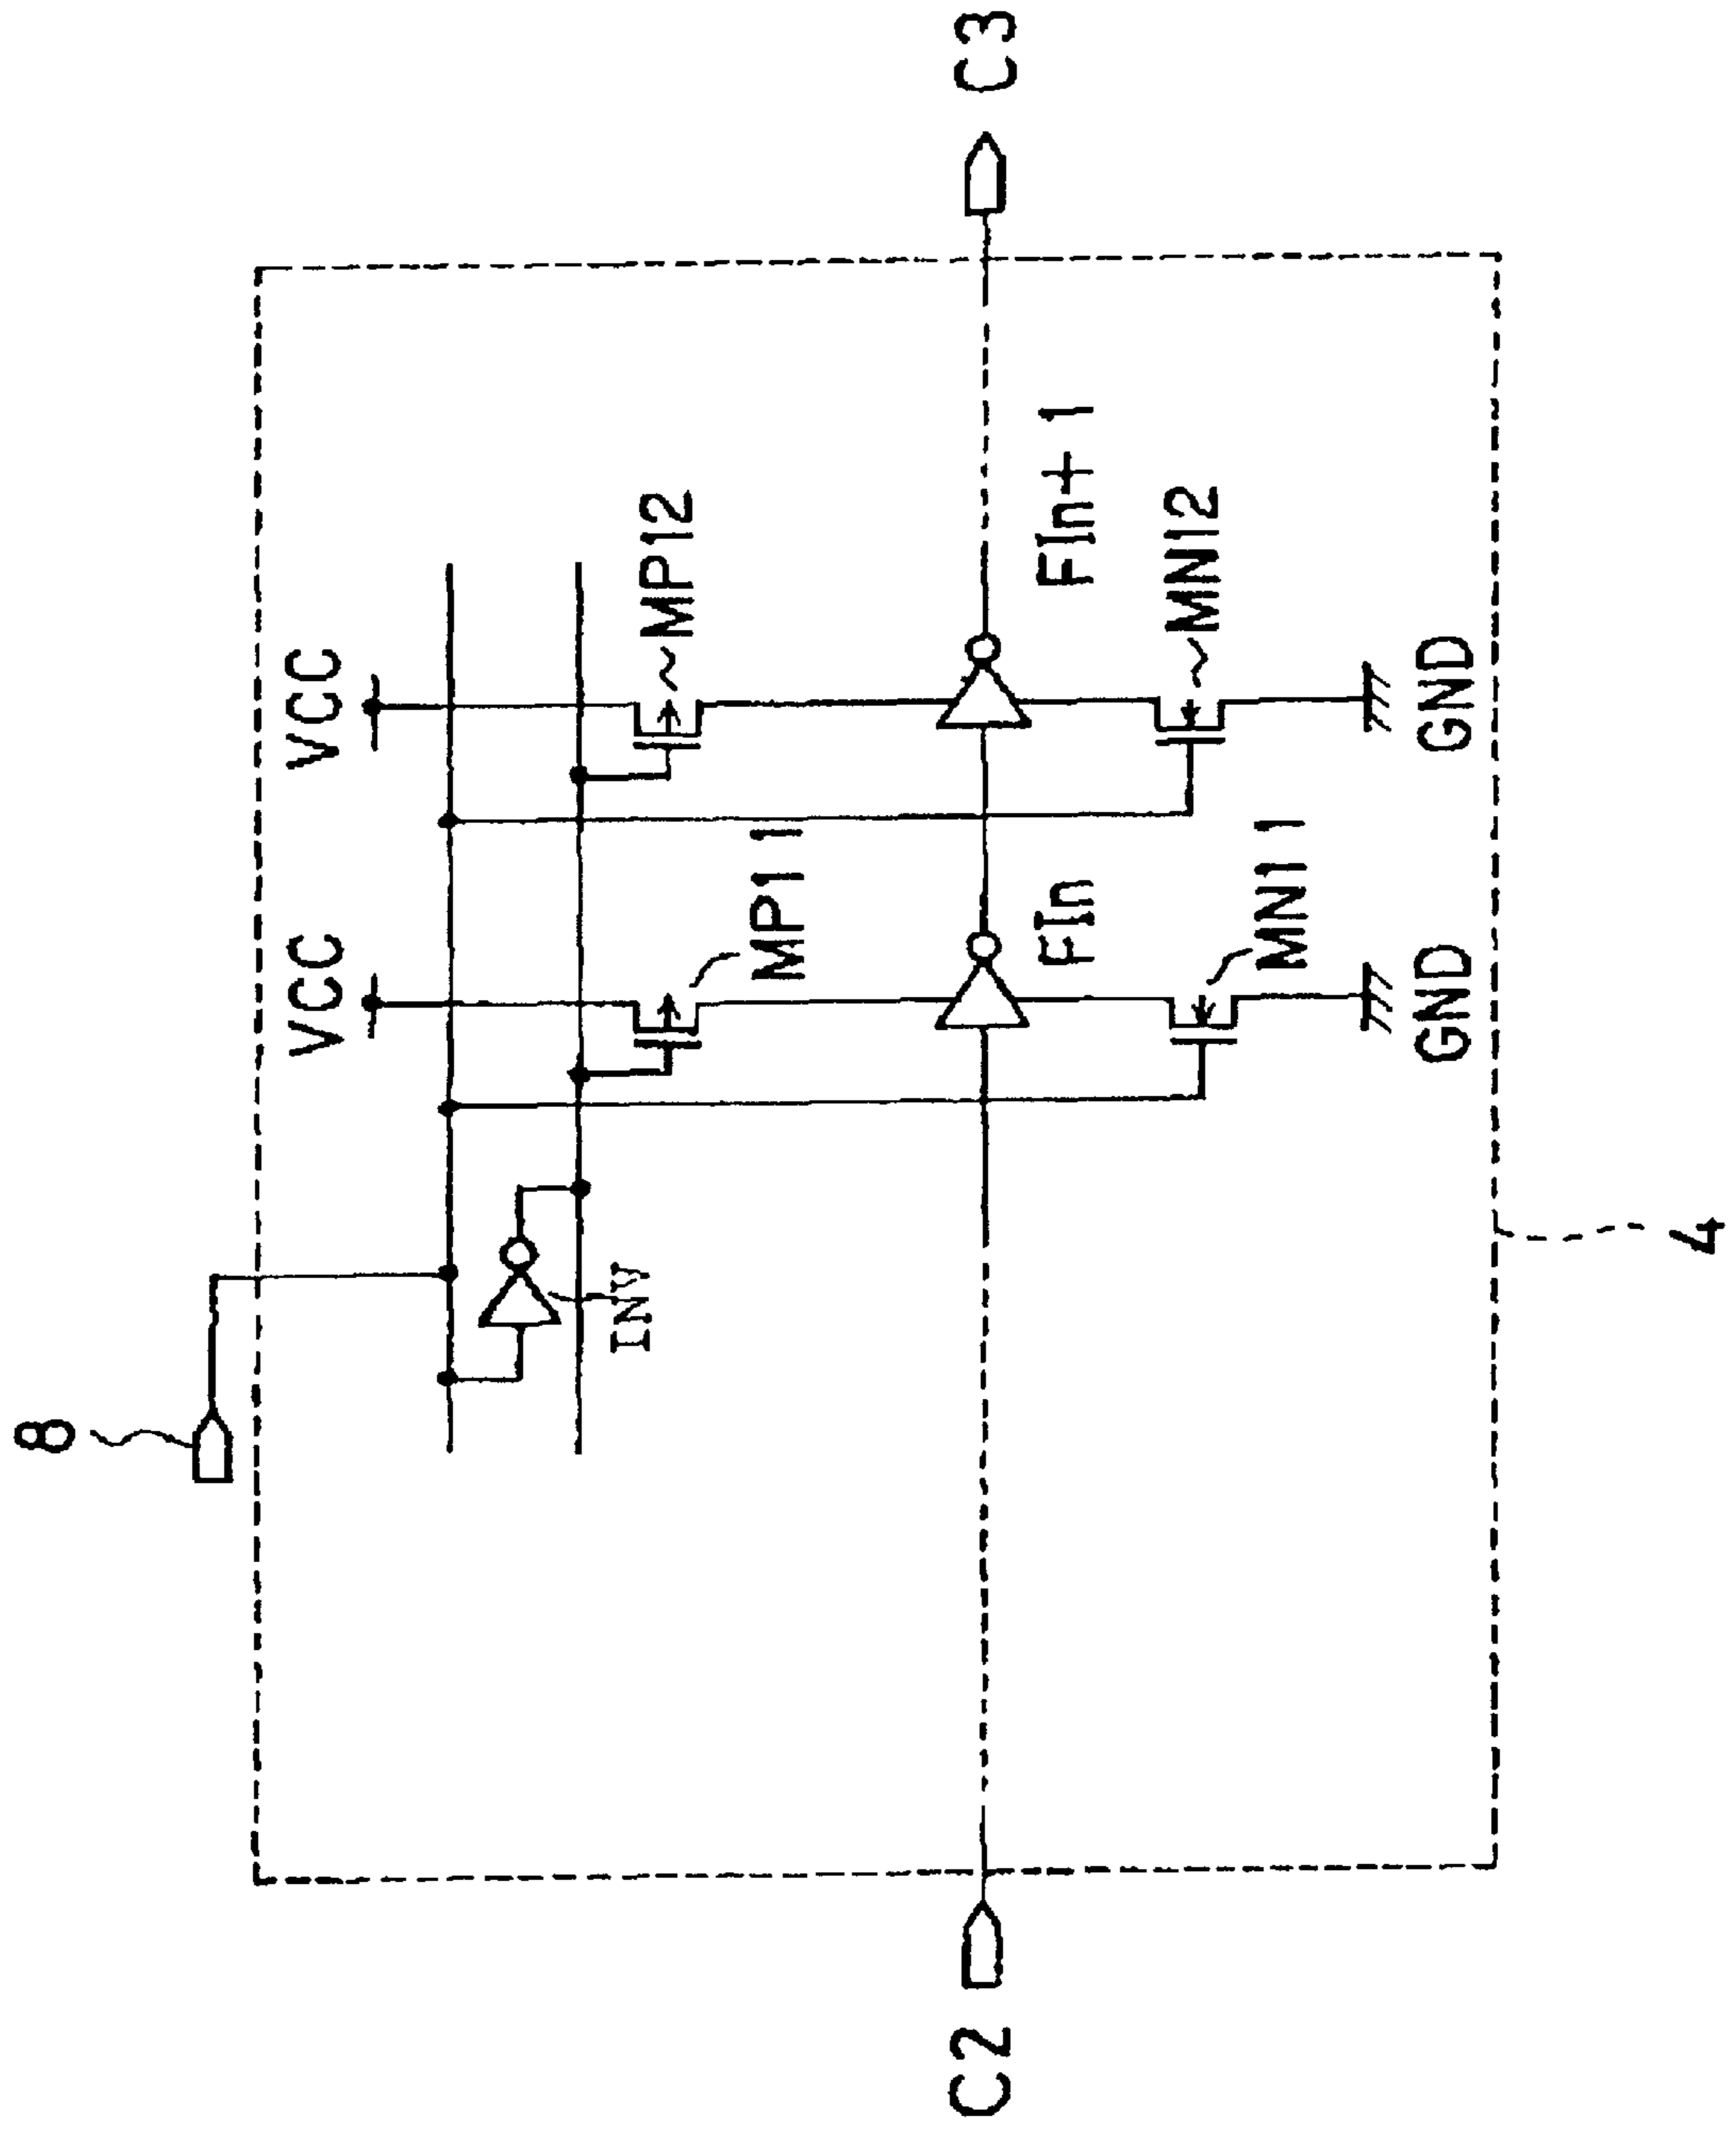 8
VCC
VCC
INV
MP11
MP12
C2
FIn
FIn+1
C3
MN11
MN12
GND
GND
4